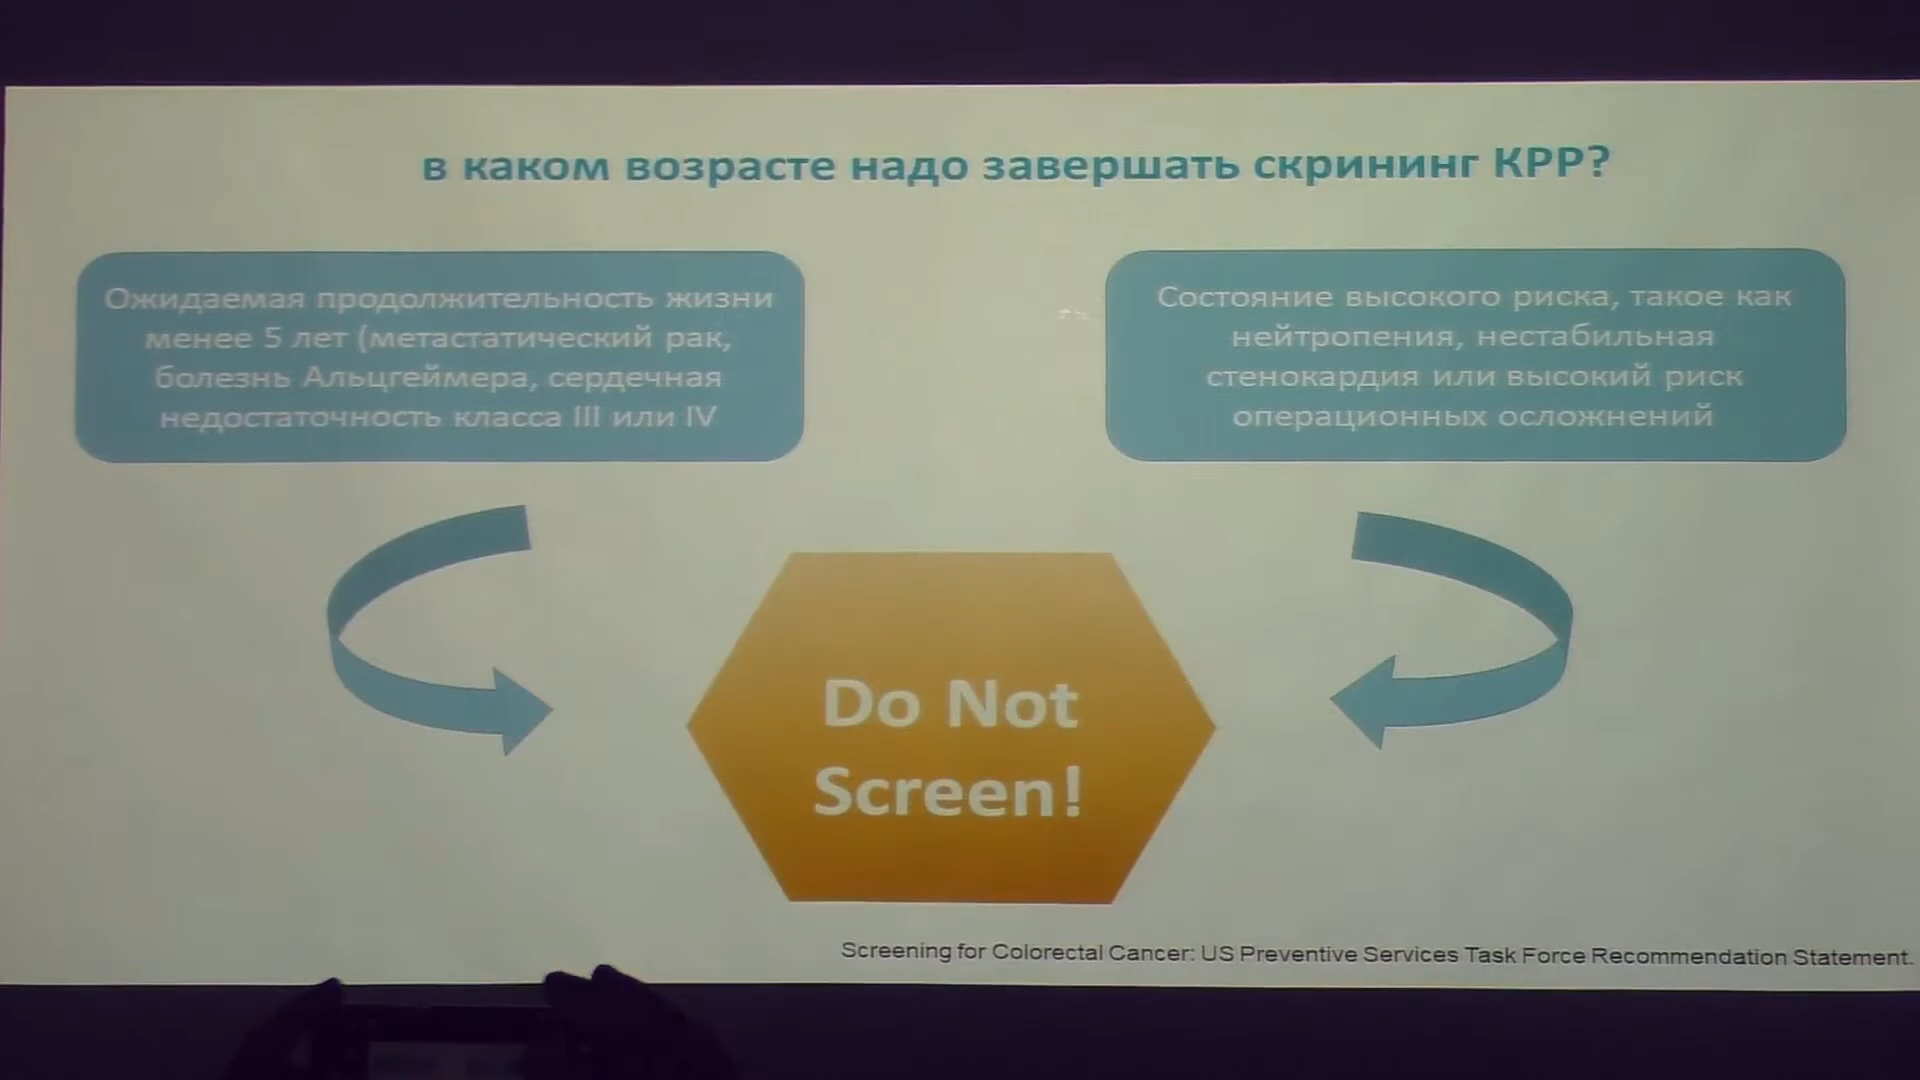 в каком возрасте надо завершать скрининг КРР?
Ожидаемая продолжительность жизни
менее 5 лет (метастатический рак,
болезнь Альцгеймера, сердечная
недостаточность класса III или IV
Состояние высокого риска, такое как
нейтропения, нестабильная
стенокардия или высокий риск
операционных осложнений
Do Not
Screen!
Screening for Colorectal Cancer: US Preventive Services Task Force Recommendation Statement.